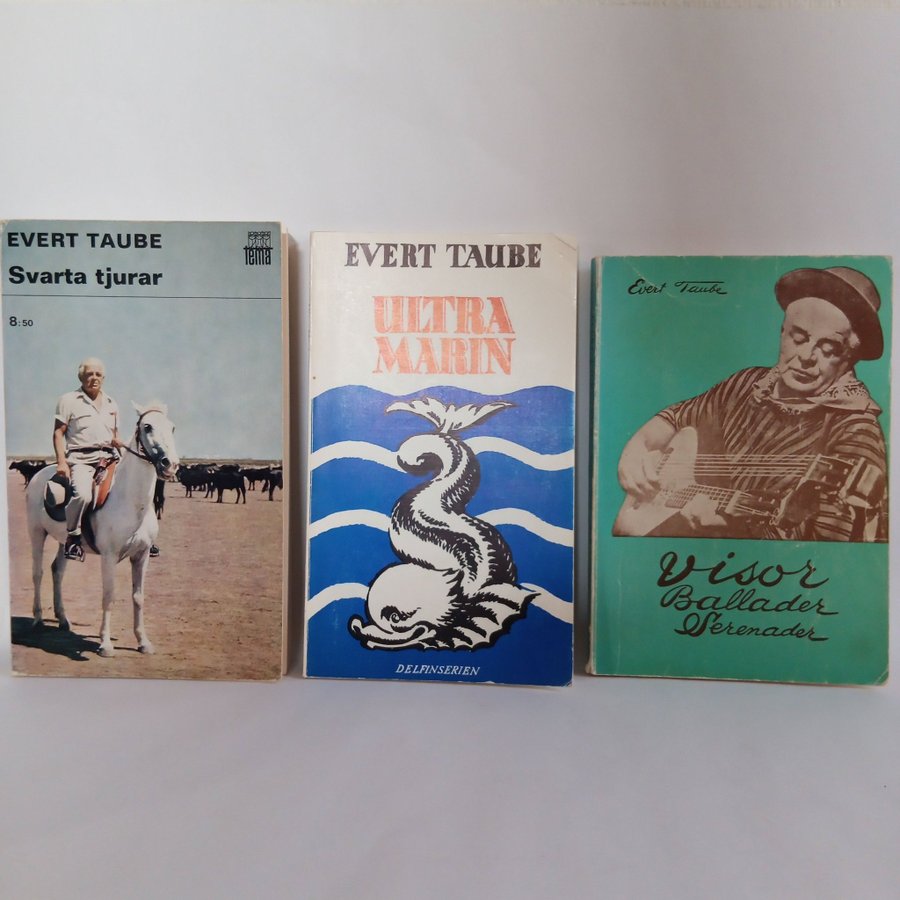 EVERT TAUBE
tema
Svarta tjurar
8:50
EVERT TAUBE
ULTRA
MARIN
DELFINSERIEN
Evert Taube
Visor
Ballader
Serenader